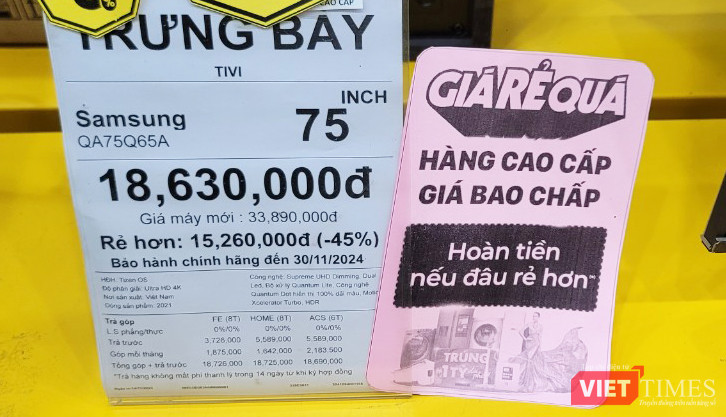 CAO CẤP
TRƯNG BÀY
TIVI
Samsung
QA75Q65A
75 INCH
18,630,000đ
Giá máy mới : 33,890,000đ
Rẻ hơn: 15,260,000đ (-45%)
Bảo hành chính hãng đến 30/11/2024
HĐH: Tizen OS
Độ phân giải: Ultra HD 4K
Nơi sản xuất: Việt Nam
Dòng sản phẩm: 2021
Công nghệ: Supreme UHD Dimming, Dual
Led, Bộ xử lý Quantum Lite, Công nghệ
Quantum Dot hiển thị 100% dải màu, Motion
Xcelerator Turbo, HDR
Trả góp FE (8T) HOME (8T) ACS (6T)
L.S phẳng/thực 0%/0% 0%/0% 0%/0%
Trả trước 3,726,000 5,589,000 5,589,000
Góp mỗi tháng 1,875,000 1,642,000 2,183,500
Tổng góp + trả trước 18,726,000 18,725,000 18,690,000
*Trả hàng không mất phí thanh lý trong 14 ngày từ khi ký hợp đồng
GIÁ RẺ QUÁ
HÀNG CAO CẤP
GIÁ BAO CHẤP
Hoàn tiền
nếu đâu rẻ hơn
TRÚNG
1 TỶ
VIETTIMES